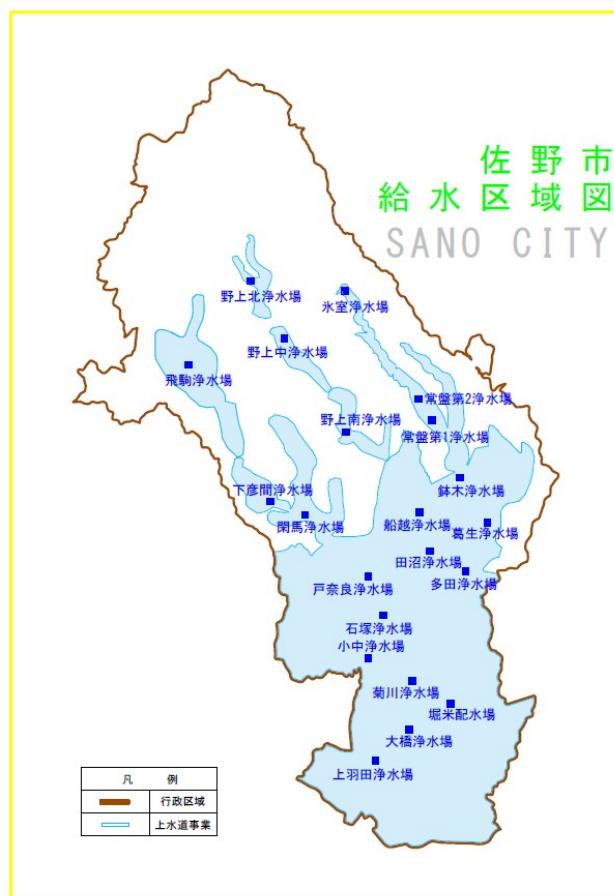 佐野市
給水区域図
SANO CITY
野上北浄水場
氷室浄水場
野上中浄水場
飛駒浄水場
常盤第2浄水場
野上南浄水場
常盤第1浄水場
鉢木浄水場
下彦間浄水場
閑馬浄水場
船越浄水場
葛生浄水場
田沼浄水場
多田浄水場
戸奈良浄水場
石塚浄水場
小中浄水場
菊川浄水場
堀米配水場
大橋浄水場
上羽田浄水場
凡 例
行政区域
上水道事業